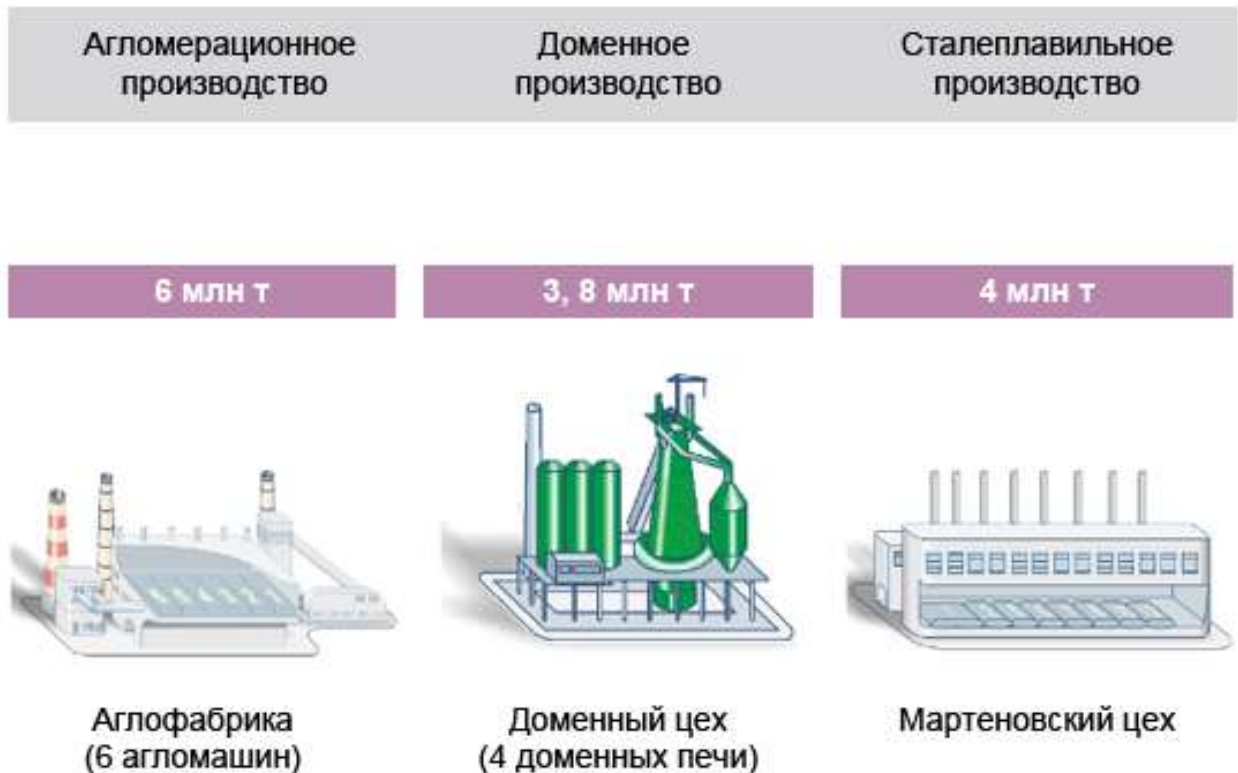 Агломерационное
производство
Доменное
производство
Сталеплавильное
производство
6 млн т
3, 8 млн т
4 млн т
Аглофабрика
(6 агломашин)
Доменный цех
(4 доменных печи)
Мартеновский цех